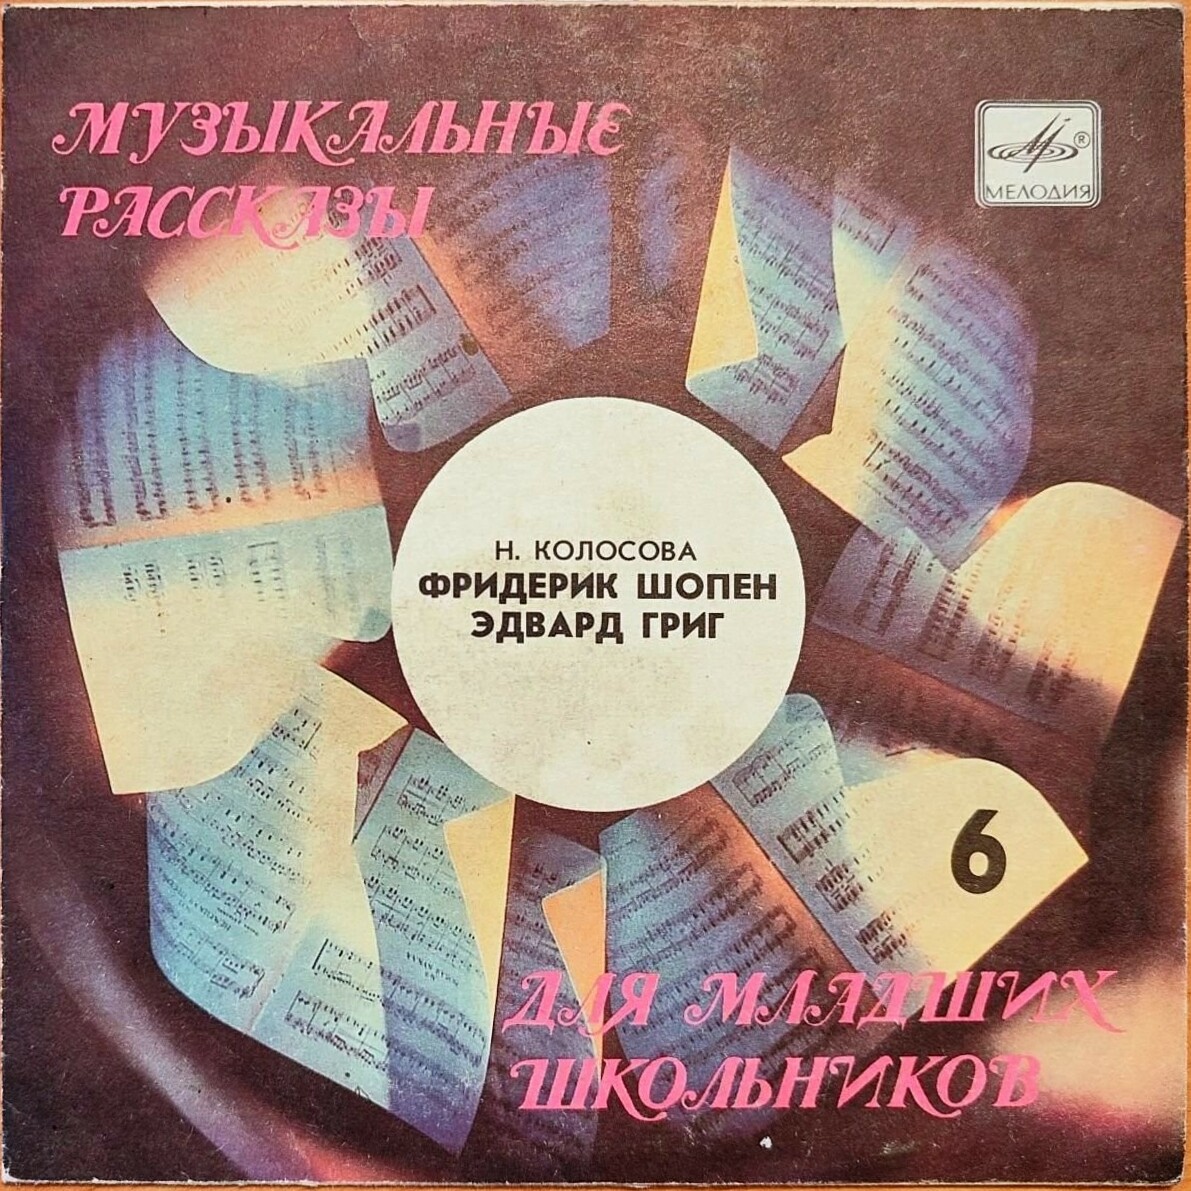 МУЗЫКАЛЬНЫЕ
РАССКАЗЫ
®
МЕЛОДИЯ
Н. КОЛОСОВА
ФРИДЕРИК ШОПЕН
ЭДВАРД ГРИГ
6
ДЛЯ МЛАДШИХ
ШКОЛЬНИКОВ